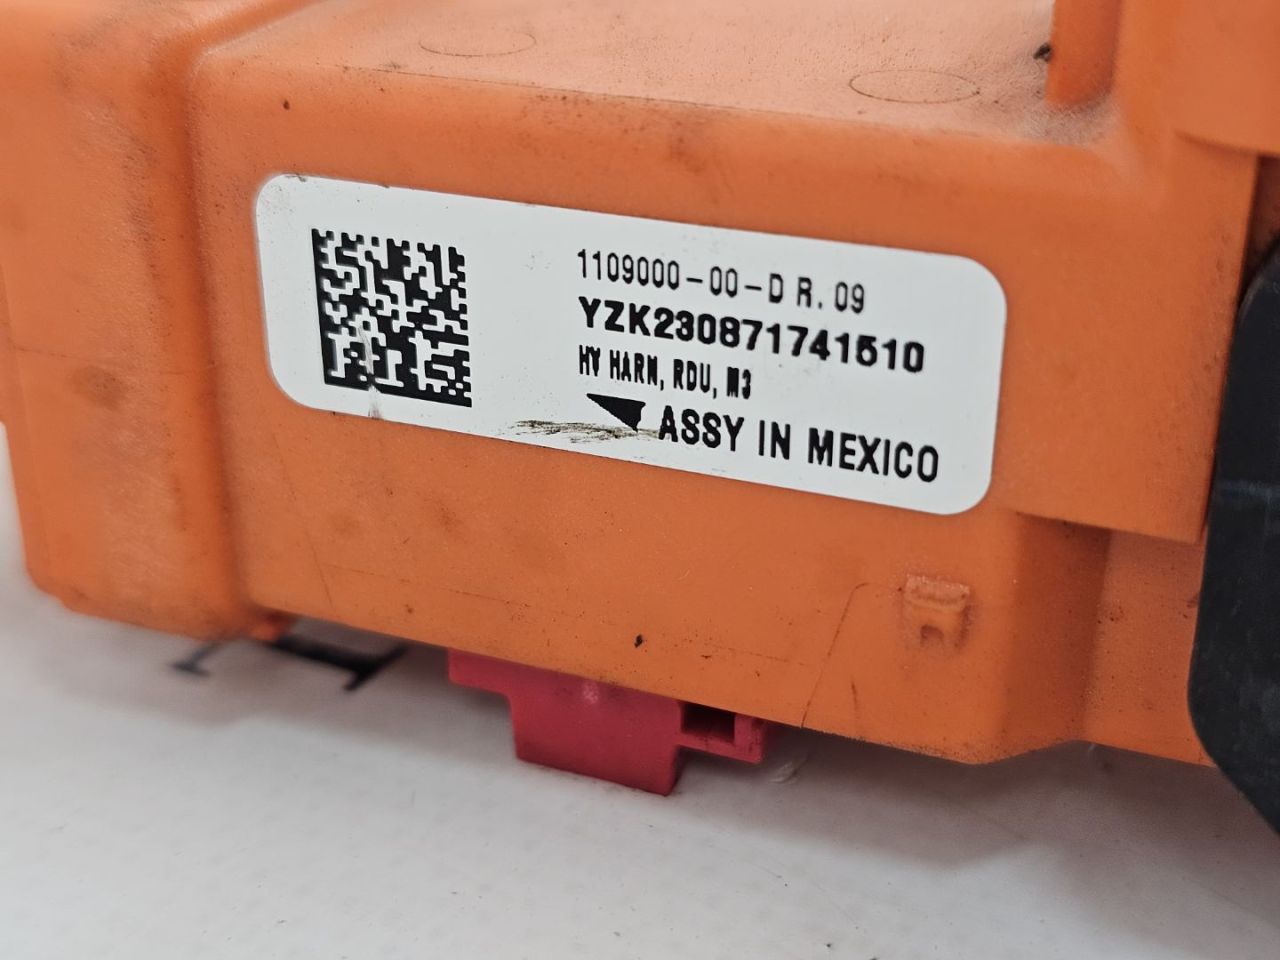 1109000-00-D R. 09
YZK230871741510
HV HARN, RDU, M3
ASSY IN MEXICO